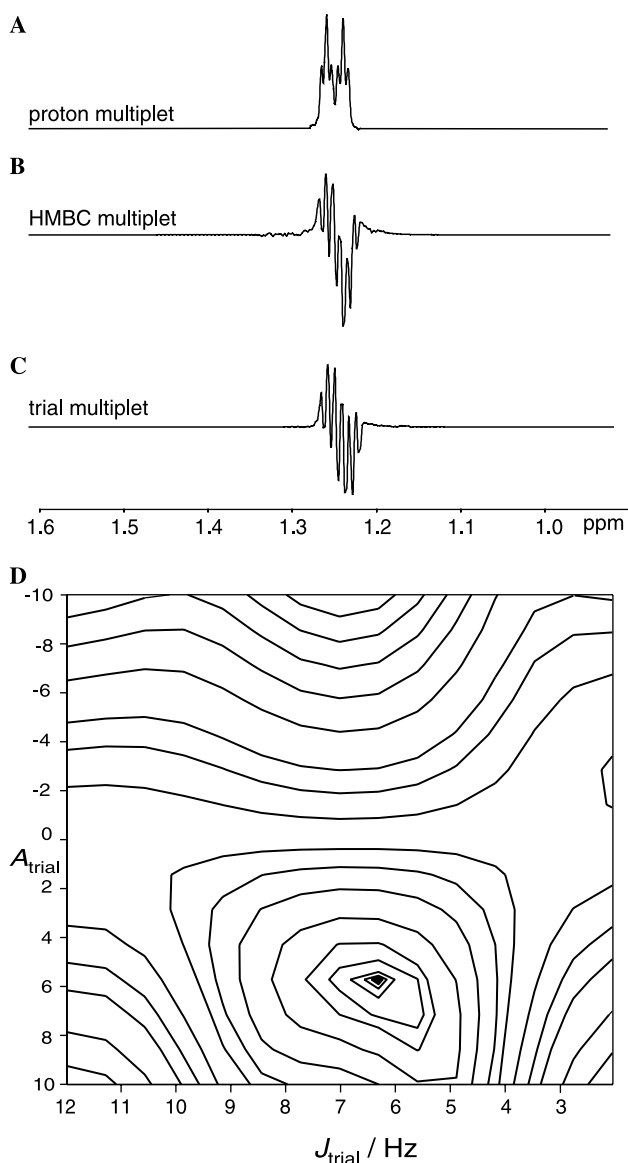 A
proton multiplet
B
HMBC multiplet
C
trial multiplet
1.6 1.5 1.4 1.3 1.2 1.1 1.0 ppm
D
-10
-8
-6
-4
-2
0
A trial
2
4
6
8
10
12 11 10 9 8 7 6 5 4 3
J trial / Hz